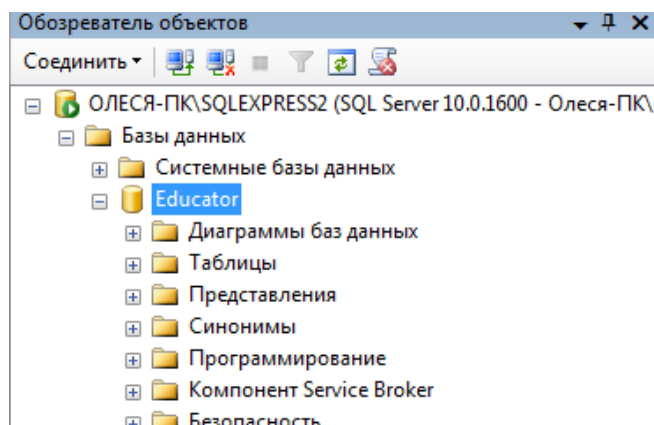 Обозреватель объектов
Соединить
ОЛЕСЯ-ПК\SQLEXPRESS2 (SQL Server 10.0.1600 - Олеся-ПК\
Базы данных
Системные базы данных
Educator
Диаграммы баз данных
Таблицы
Представления
Синонимы
Программирование
Компонент Service Broker
Безопасность